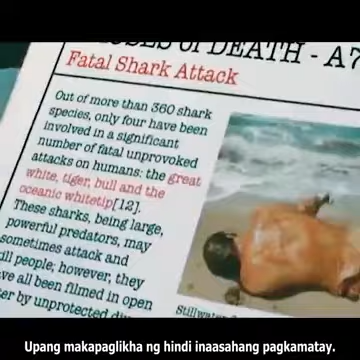 of DEATH - A7
Fatal Shark Attack
Out of more than 360 shark
species, only four have been
involved in a significant
number of fatal unprovoked
attacks on humans: the great
white, tiger, bull and the
oceanic whitetip[12].
These sharks, being large,
powerful predators, may
sometimes attack and
people; however, they
all been filmed in open
by unprotected
Upang makapaglikha ng hindi inaasahang pagkamatay.